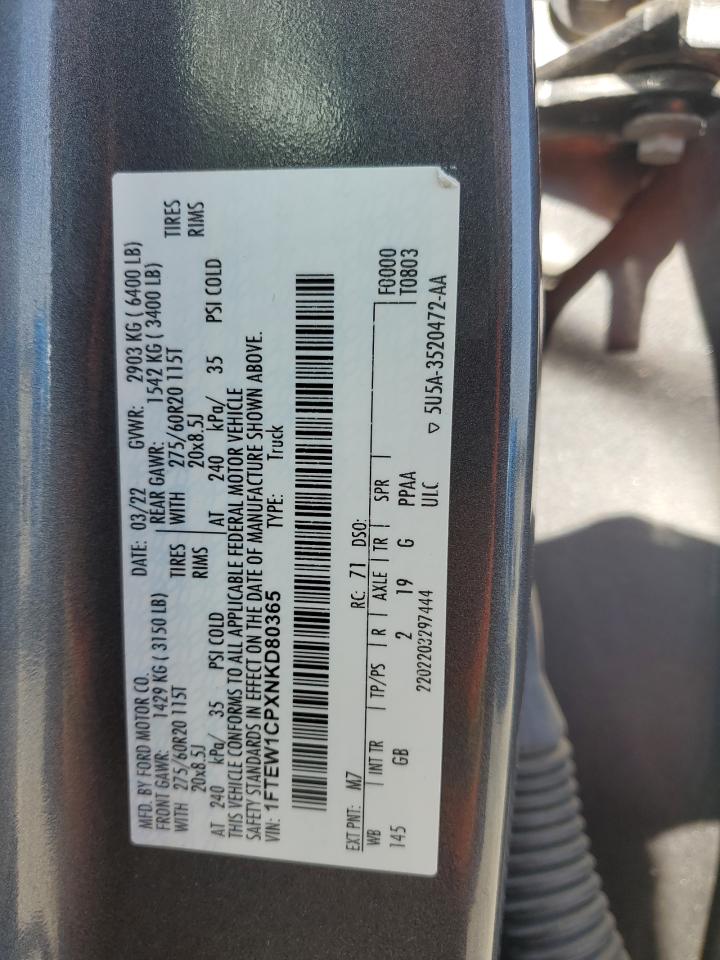 MFD. BY FORD MOTOR CO.
DATE: 03/22 GVWR: 2903 KG ( 6400 LB)
FRONT GAWR: 1429 KG ( 3150 LB) REAR GAWR: 1542 KG ( 3400 LB)
WITH 275/60R20 115T TIRES WITH 275/60R20 115T TIRES
20x8.5J RIMS 20x8.5J RIMS
AT 240 kPa/ 35 PSI COLD AT 240 kPa/ 35 PSI COLD
THIS VEHICLE CONFORMS TO ALL APPLICABLE FEDERAL MOTOR VEHICLE
SAFETY STANDARDS IN EFFECT ON THE DATE OF MANUFACTURE SHOWN ABOVE.
VIN: 1FTEW1CPXNKD80365 TYPE: Truck
EXT PNT: M7 RC: 71 DSO:
WB INT TR TP/PS R AXLE TR SPR F0000
145 GB 2 19 G PPAA T0803
2202203297444 ULC ▽ 5U5A-3520472-AA